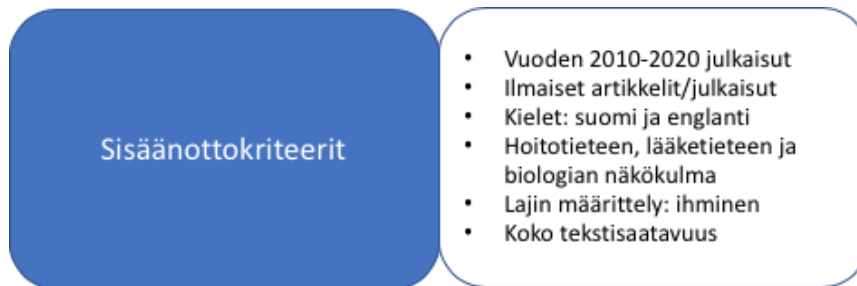 Sisäänottokriteerit
• Vuoden 2010-2020 julkaisut
• Ilmaiset artikkelit/julkaisut
• Kielet: suomi ja englanti
• Hoitotieteen, lääketieteen ja
biologian näkökulma
• Lajin määrittely: ihminen
• Koko tekstisaatavuus